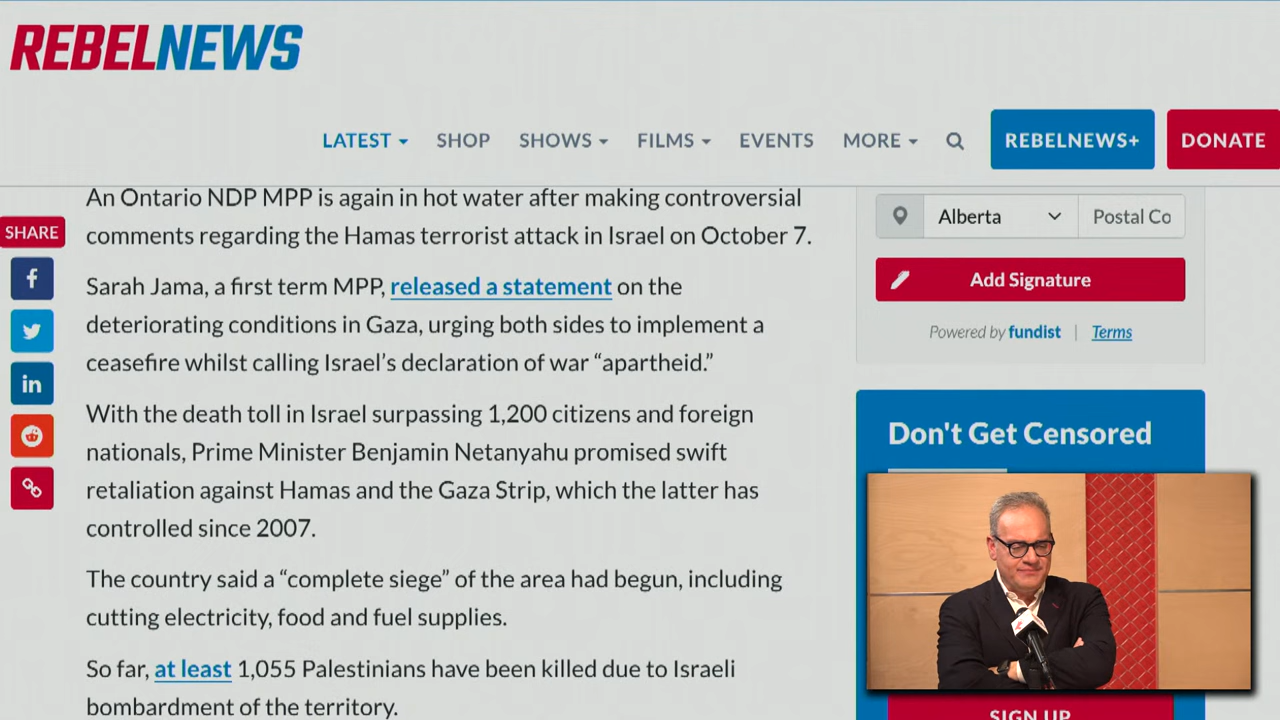 REBELNEWS
LATEST
SHOP
SHOWS
FILMS
EVENTS
MORE
REBELNEWS+
DONATE
SHARE
An Ontario NDP MPP is again in hot water after making controversial
comments regarding the Hamas terrorist attack in Israel on October 7.
Sarah Jama, a first term MPP, released a statement on the
deteriorating conditions in Gaza, urging both sides to implement a
ceasefire whilst calling Israel’s declaration of war “apartheid.”
With the death toll in Israel surpassing 1,200 citizens and foreign
nationals, Prime Minister Benjamin Netanyahu promised swift
retaliation against Hamas and the Gaza Strip, which the latter has
controlled since 2007.
The country said a “complete siege” of the area had begun, including
cutting electricity, food and fuel supplies.
So far, at least 1,055 Palestinians have been killed due to Israeli
bombardment of the territory.
Alberta
Postal Co
Add Signature
Powered by fundist | Terms
Don't Get Censored
SIGN UP